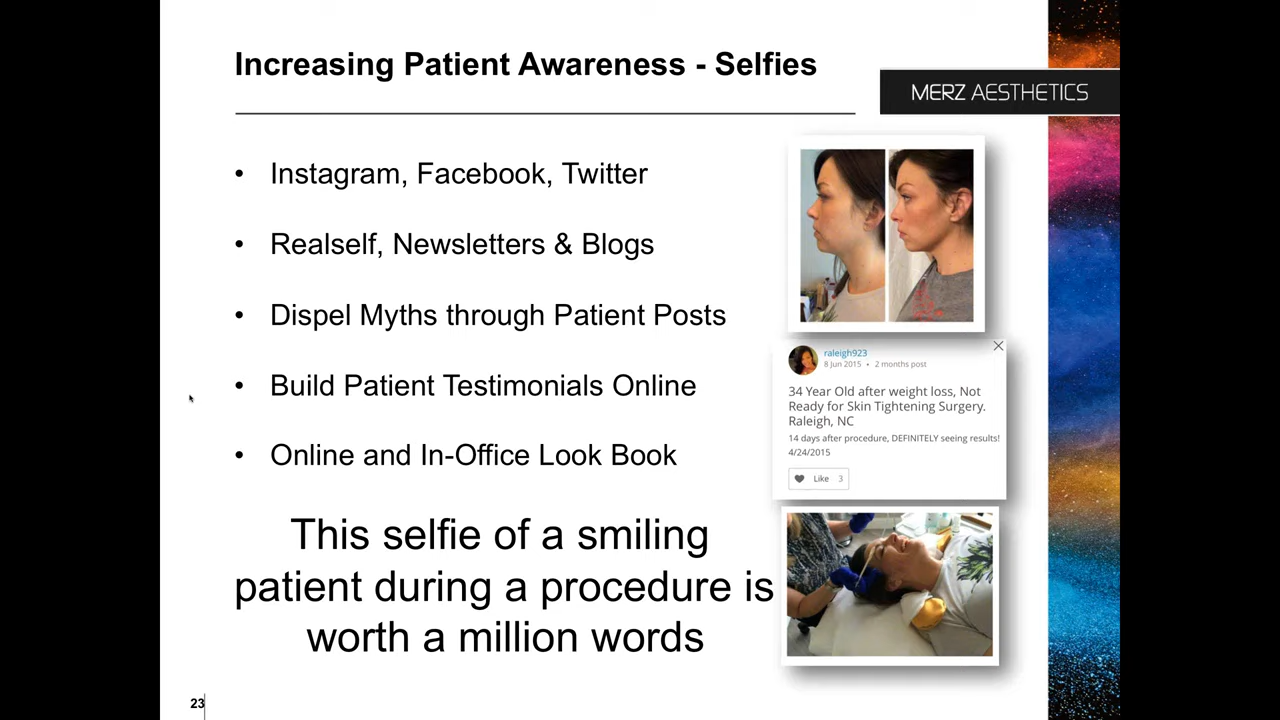 Increasing Patient Awareness - Selfies
MERZ AESTHETICS
• Instagram, Facebook, Twitter
• Realself, Newsletters & Blogs
• Dispel Myths through Patient Posts
• Build Patient Testimonials Online
• Online and In-Office Look Book
This selfie of a smiling
patient during a procedure is
worth a million words
raleigh923
8 Jun 2015 • 2 months post
34 Year Old after weight loss, Not
Ready for Skin Tightening Surgery.
Raleigh, NC
14 days after procedure, DEFINITELY seeing results!
4/24/2015
Like 3
23